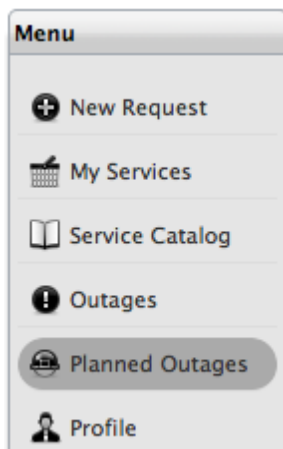 Menu
New Request
My Services
Service Catalog
Outages
Planned Outages
Profile